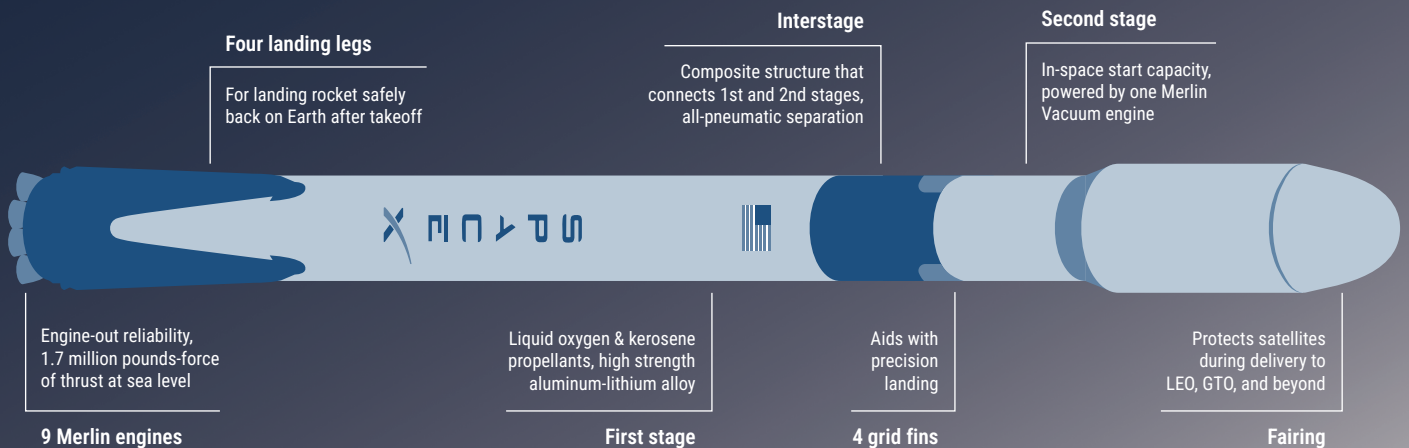 Four landing legs
For landing rocket safely
back on Earth after takeoff
Interstage
Composite structure that
connects 1st and 2nd stages,
all-pneumatic separation
Second stage
In-space start capacity,
powered by one Merlin
Vacuum engine
SPACEX
Engine-out reliability,
1.7 million pounds-force
of thrust at sea level
9 Merlin engines
Liquid oxygen & kerosene
propellants, high strength
aluminum-lithium alloy
First stage
Aids with
precision
landing
4 grid fins
Protects satellites
during delivery to
LEO, GTO, and beyond
Fairing